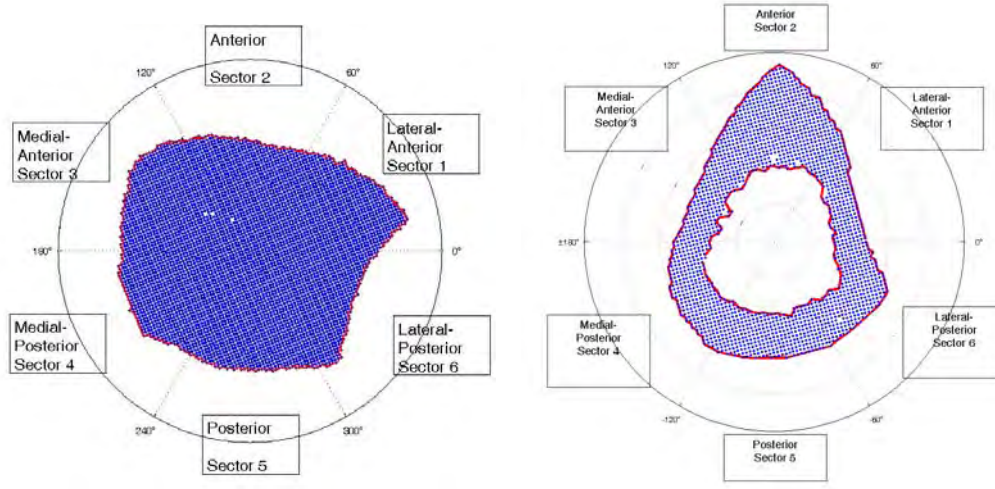 Anterior
Sector 2
120°
60°
Medial-
Anterior
Sector 3
Lateral-
Anterior
Sector 1
180°
0°
Medial-
Posterior
Sector 4
Lateral-
Posterior
Sector 6
240°
300°
Posterior
Sector 5
Anterior
Sector 2
120°
60°
Medial-
Anterior
Sector 3
Lateral-
Anterior
Sector 1
±180°
0°
Medial-
Posterior
Sector 4
Lateral-
Posterior
Sector 6
-120°
-60°
Posterior
Sector 5